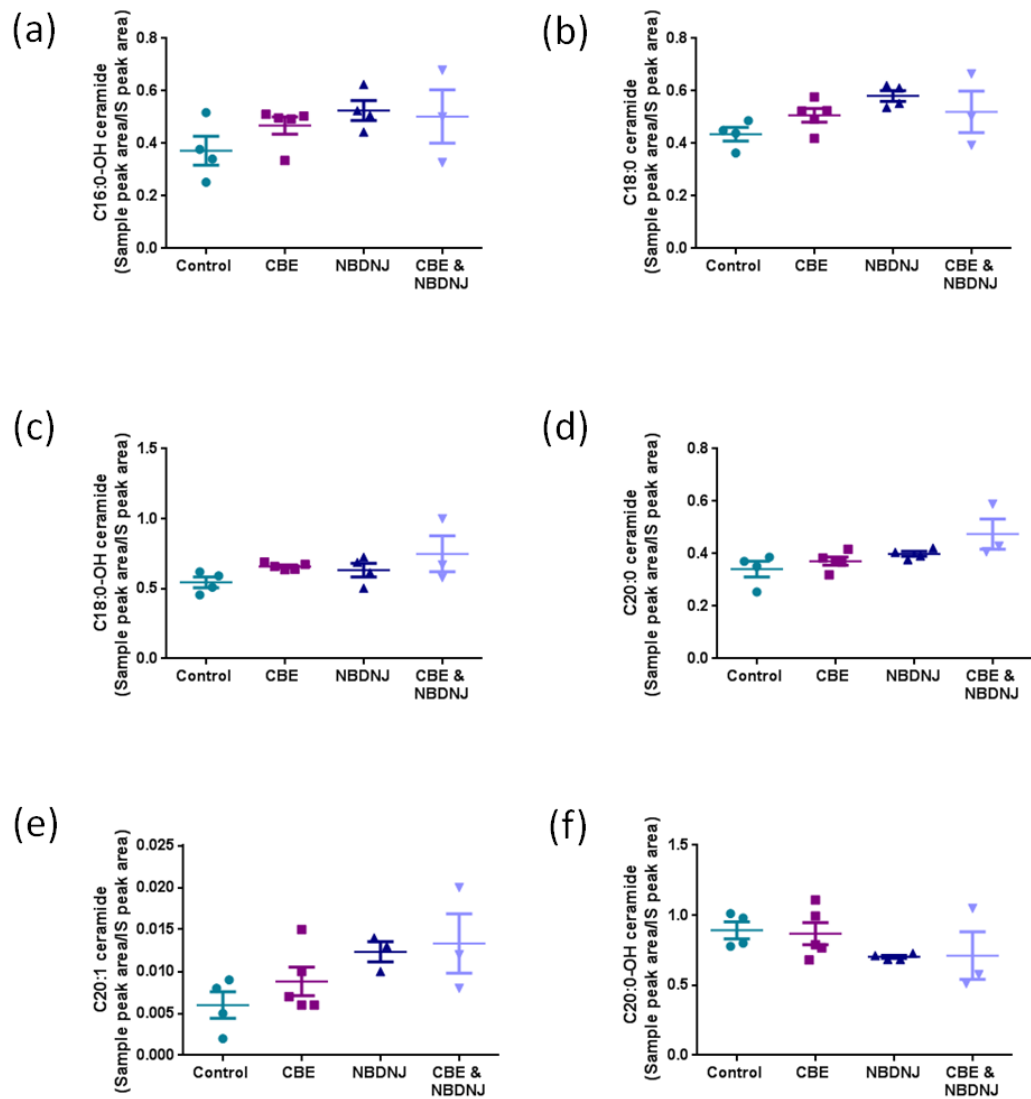 (a)
C16:0-OH ceramide
(Sample peak area/IS peak area)
0.8
0.6
0.4
0.2
0.0
Control
CBE
NBDNJ
CBE &
NBDNJ
(b)
C18:0 ceramide
(Sample peak area/IS peak area)
0.8
0.6
0.4
0.2
0.0
Control
CBE
NBDNJ
CBE &
NBDNJ
(c)
C18:0-OH ceramide
(Sample peak area/IS peak area)
1.5
1.0
0.5
0.0
Control
CBE
NBDNJ
CBE &
NBDNJ
(d)
C20:0 ceramide
(Sample peak area/IS peak area)
0.8
0.6
0.4
0.2
0.0
Control
CBE
NBDNJ
CBE &
NBDNJ
(e)
C20:1 ceramide
(Sample peak area/IS peak area)
0.025
0.020
0.015
0.010
0.005
0.000
Control
CBE
NBDNJ
CBE &
NBDNJ
(f)
C20:0-OH ceramide
(Sample peak area/IS peak area)
1.5
1.0
0.5
0.0
Control
CBE
NBDNJ
CBE &
NBDNJ